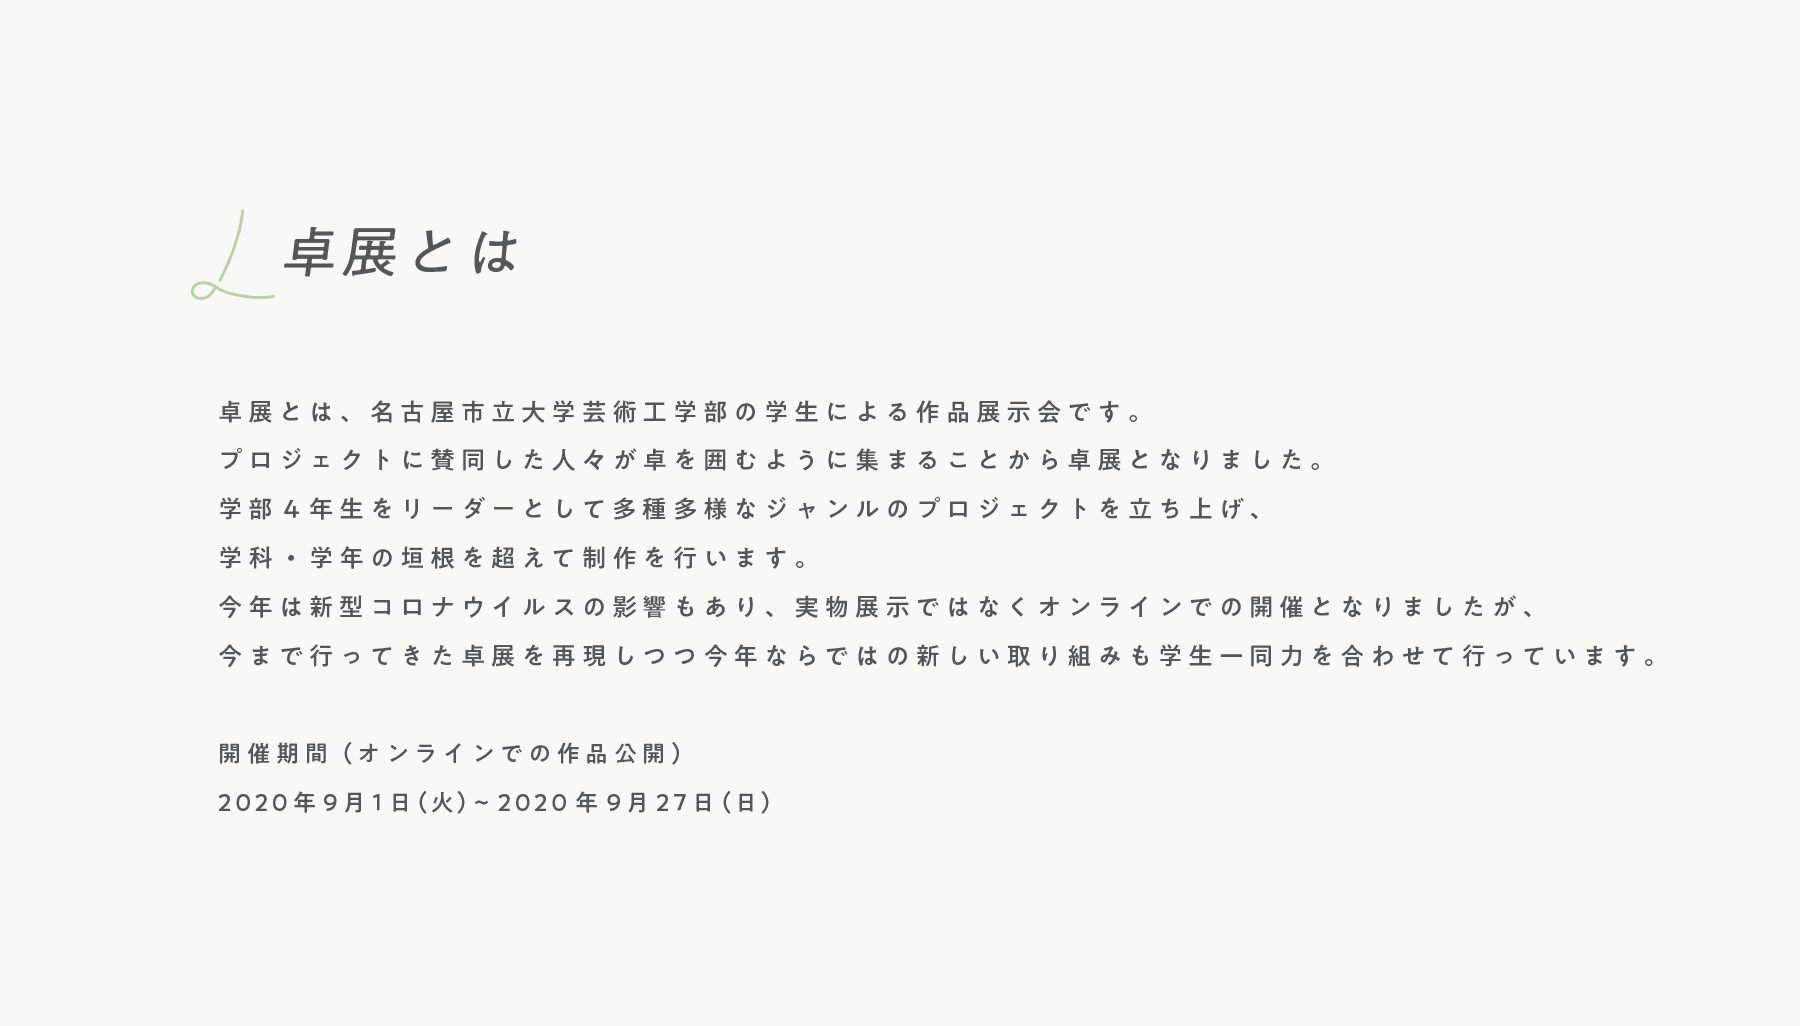 卓展とは
卓展とは、名古屋市立大学芸術工学部の学生による作品展示会です。
プロジェクトに賛同した人々が卓を囲むように集まることから卓展となりました。
学部４年生をリーダーとして多種多様なジャンルのプロジェクトを立ち上げ、
学科・学年の垣根を超えて制作を行います。
今年は新型コロナウイルスの影響もあり、実物展示ではなくオンラインでの開催となりましたが、
今まで行ってきた卓展を再現しつつ今年ならではの新しい取り組みも学生一同力を合わせて行っています。
開催期間（オンラインでの作品公開）
2020年9月1日(火)~2020年9月27日(日)